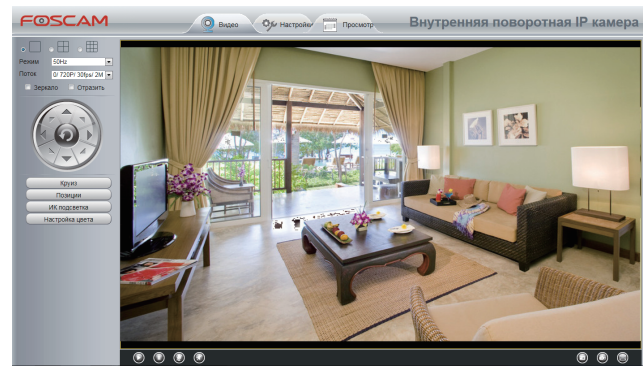 FOSCAM
Видео
Настройки
Просмотр
Внутренняя поворотная IP камера
Режим 50Hz
Поток 0/ 720P/ 30fps/ 2M
Зеркало Отразить
Круиз
Позиции
ИК подсветка
Настройка цвета